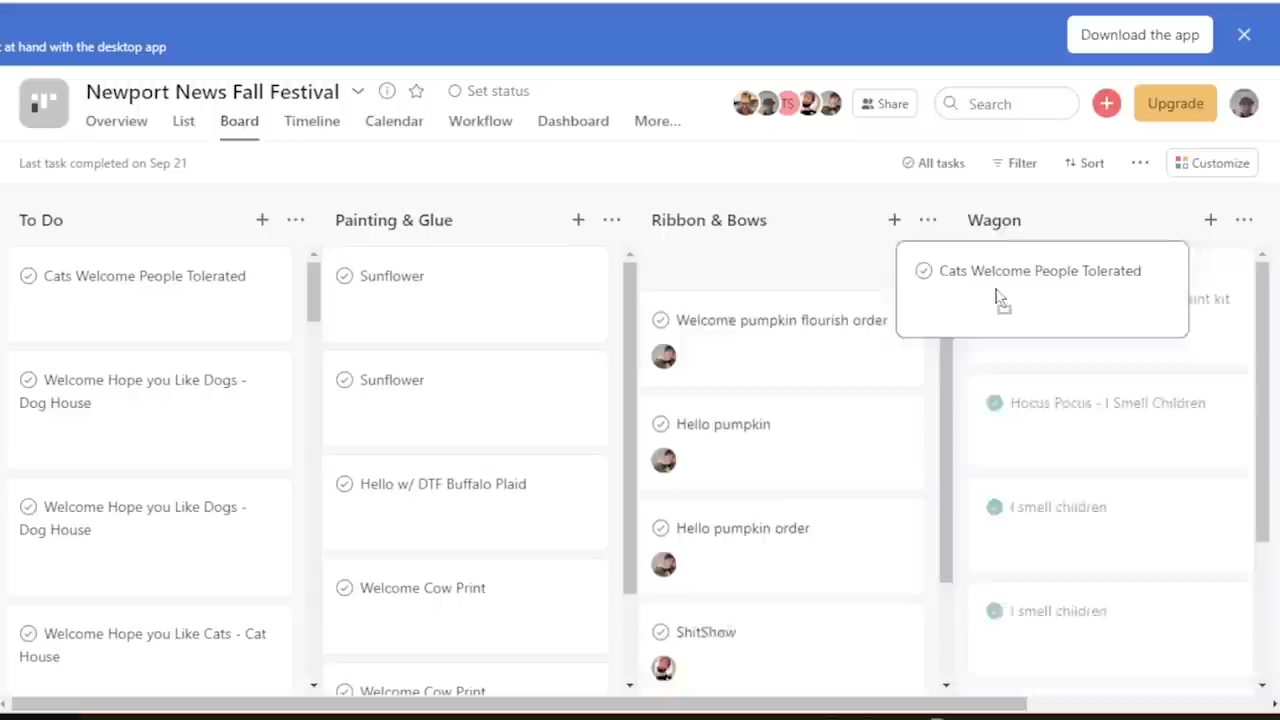 t at hand with the desktop app
Download the app
Newport News Fall Festival
Set status
TS
Share
Search
Upgrade
Overview
List
Board
Timeline
Calendar
Workflow
Dashboard
More...
Last task completed on Sep 21
All tasks
Filter
Sort
Customize
To Do
Cats Welcome People Tolerated
Welcome Hope you Like Dogs -
Dog House
Welcome Hope you Like Dogs -
Dog House
Welcome Hope you Like Cats - Cat
House
Painting & Glue
Sunflower
Sunflower
Hello w/ DTF Buffalo Plaid
Welcome Cow Print
Welcome Cow Print
Ribbon & Bows
Welcome pumpkin flourish order
Hello pumpkin
Hello pumpkin order
ShitShow
Wagon
Cats Welcome People Tolerated
kit
Hocus Pocus - I Smell Children
I smell children
I smell children